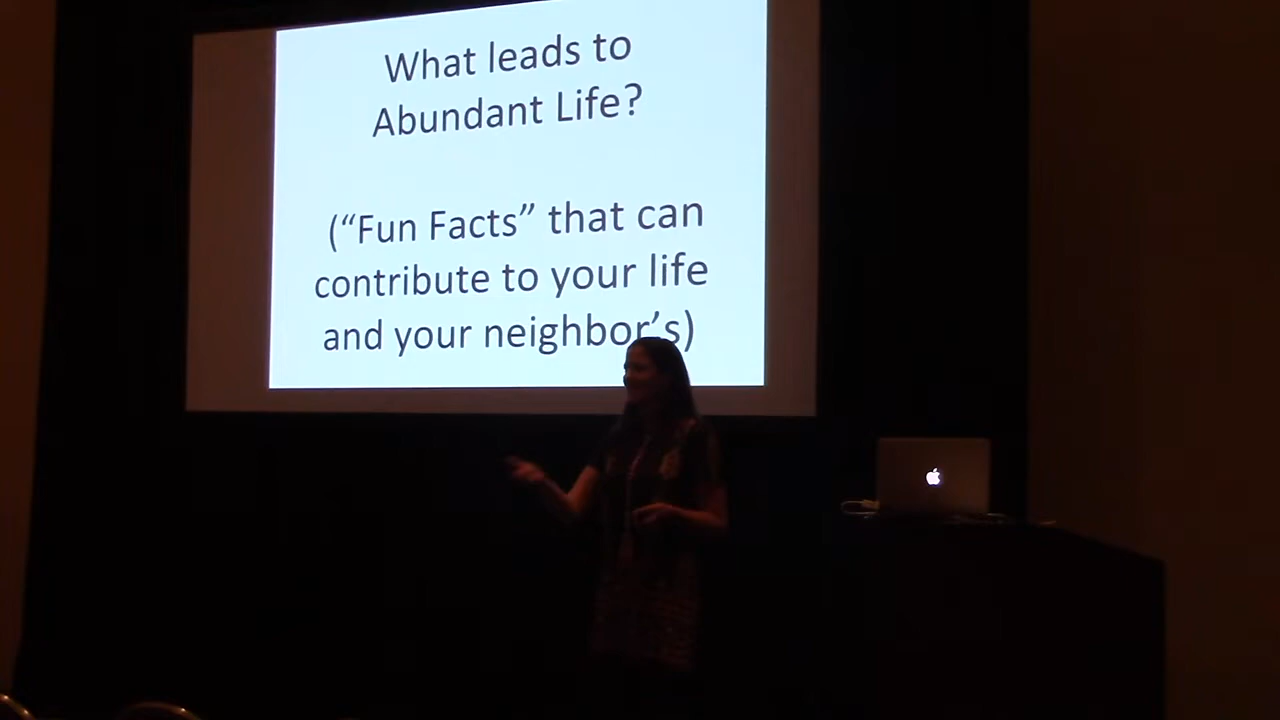 What leads to
Abundant Life?
(“Fun Facts” that can
contribute to your life
and your neighbor’s)